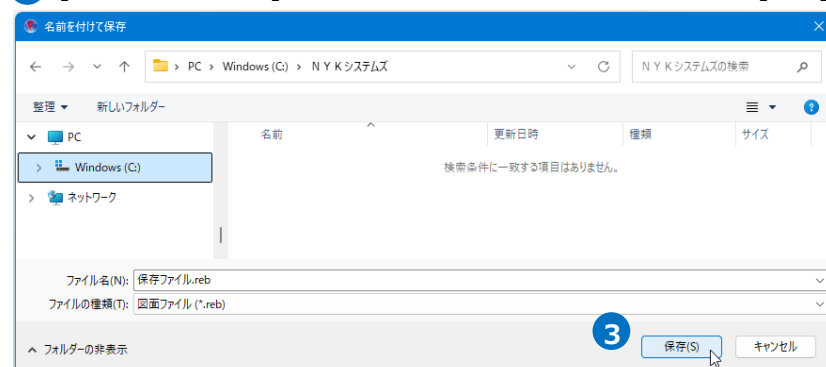 名前を付けて保存
PC › Windows (C:) › ＮＹＫシステムズ
ＮＹＫシステムズの検索
整理 新しいフォルダー
名前 更新日時 種類 サイズ
PC
検索条件に一致する項目はありません。
Windows (C:)
ネットワーク
ファイル名(N): 保存ファイル.reb
ファイルの種類(T): 図面ファイル (*.reb)
3
フォルダーの非表示 保存(S) キャンセル